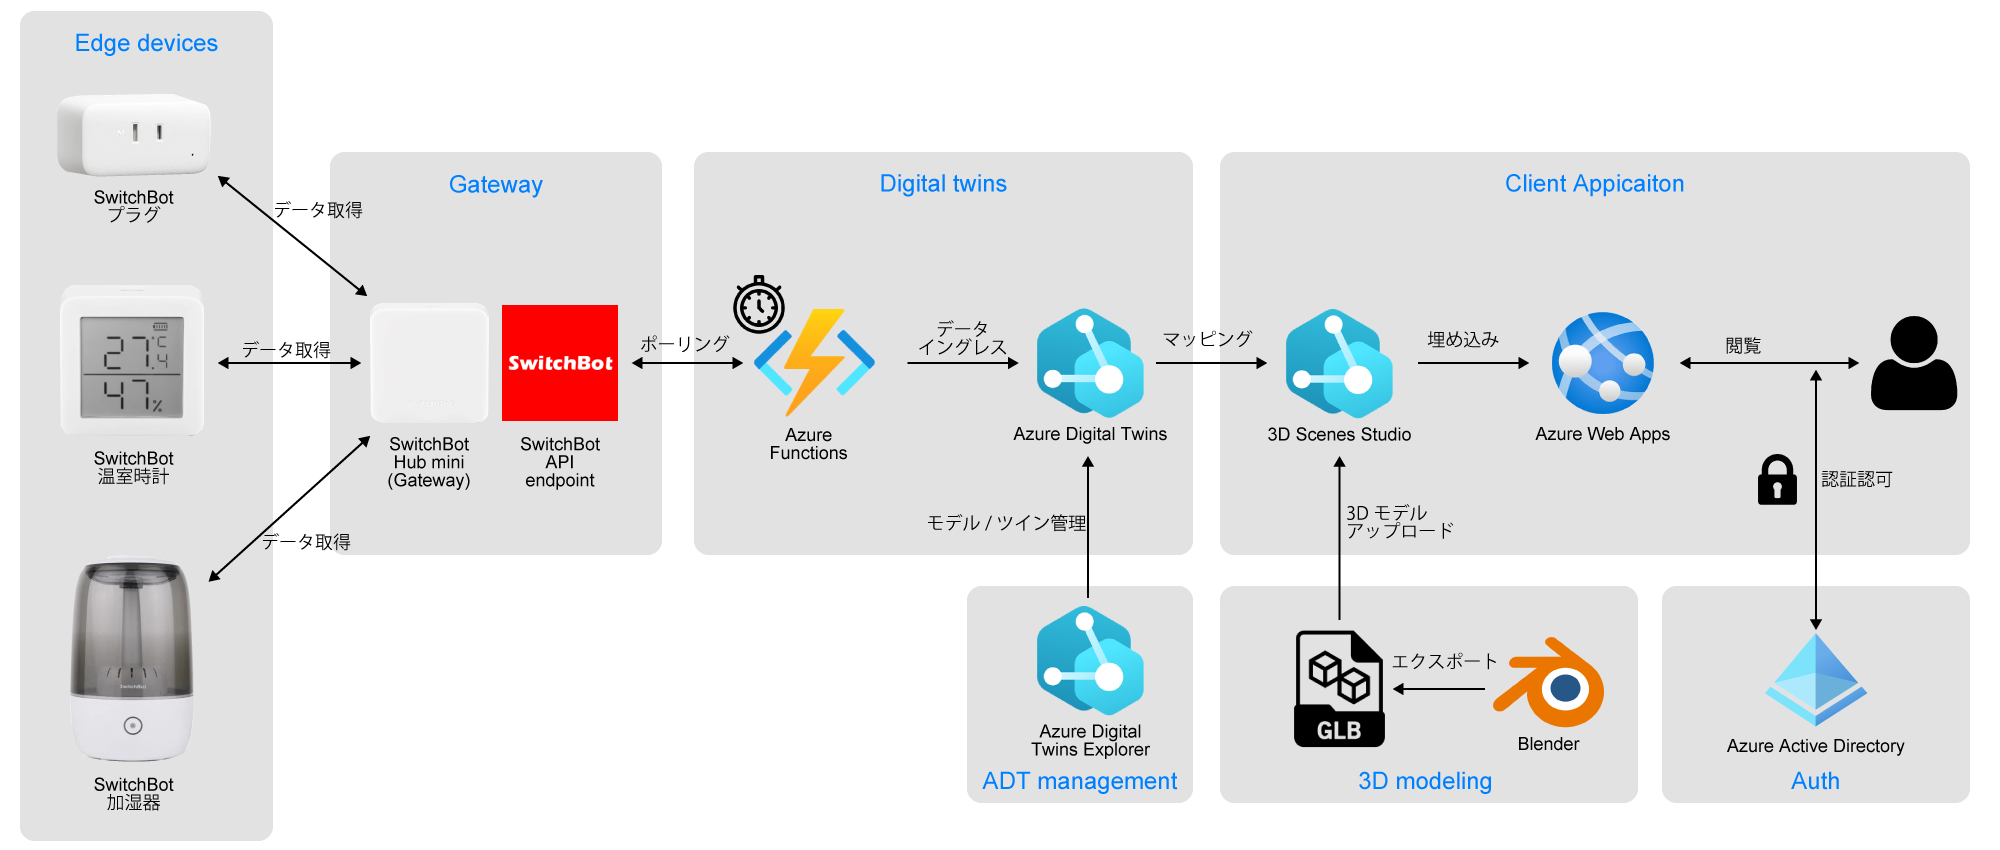 Edge devices
SwitchBot
プラグ
27.4
℃
47%
SwitchBot
温室時計
SwitchBot
SwitchBot
加湿器
データ取得
データ取得
データ取得
Gateway
SwitchBot
SwitchBot
Hub mini
(Gateway)
SwitchBot
API
endpoint
ポーリング
Digital twins
Azure
Functions
データ
イングレス
Azure Digital Twins
モデル / ツイン管理
マッピング
Client Appicaiton
3D Scenes Studio
埋め込み
Azure Web Apps
閲覧
認証認可
3D モデル
アップロード
Azure Digital
Twins Explorer
ADT management
GLB
エクスポート
Blender
3D modeling
Azure Active Directory
Auth